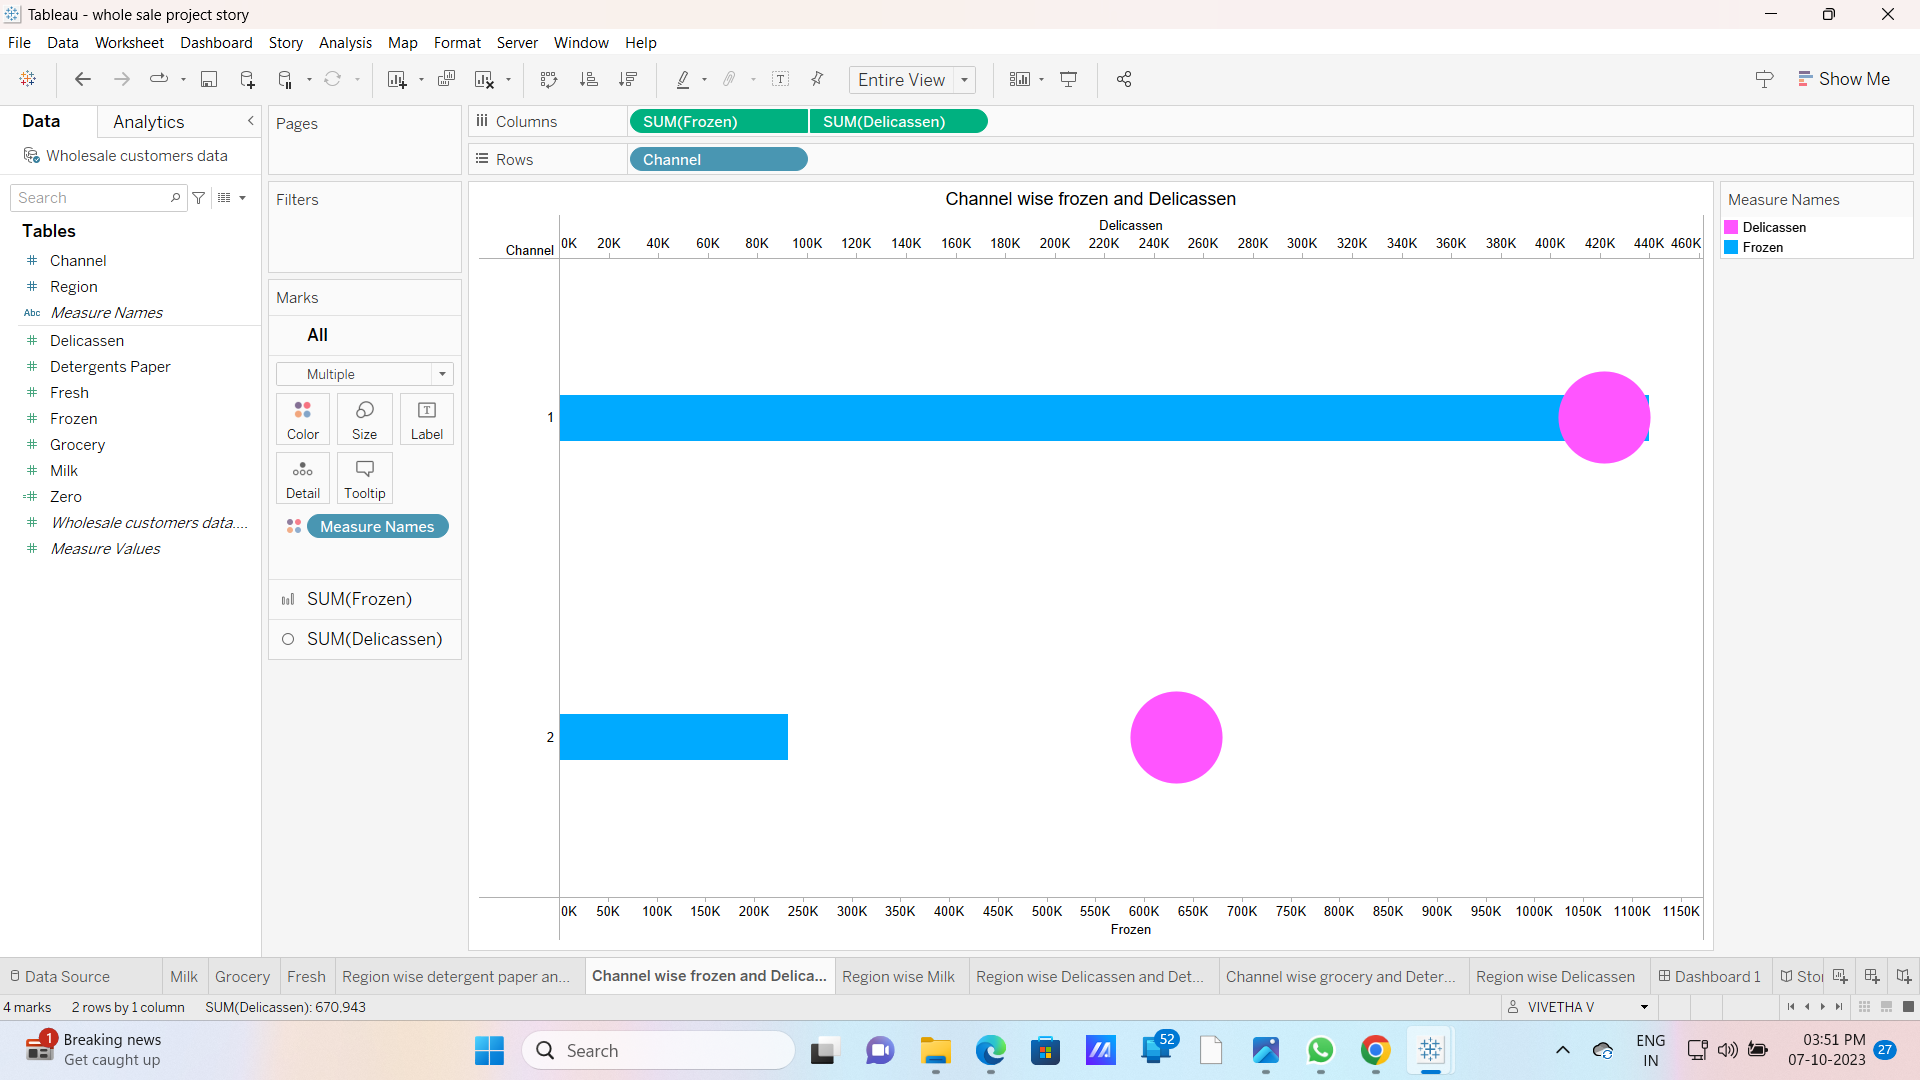 Tableau - whole sale project story
File Data Worksheet Dashboard Story Analysis Map Format Server Window Help
Entire View
Show Me
Data Analytics
Wholesale customers data
Search
Tables
Channel
Region
Abc Measure Names
Delicassen
Detergents Paper
Fresh
Frozen
Grocery
Milk
Zero
Wholesale customers data....
Measure Values
Pages
Filters
Marks
All
Multiple
Color Size T Label
Detail Tooltip
Measure Names
SUM(Frozen)
SUM(Delicassen)
Columns SUM(Frozen) SUM(Delicassen)
Rows Channel
Channel wise frozen and Delicassen
Delicassen
Channel 0K 20K 40K 60K 80K 100K 120K 140K 160K 180K 200K 220K 240K 260K 280K 300K 320K 340K 360K 380K 400K 420K 440K 460K
1
2
0K 50K 100K 150K 200K 250K 300K 350K 400K 450K 500K 550K 600K 650K 700K 750K 800K 850K 900K 950K 1000K 1050K 1100K 1150K
Frozen
Measure Names
Delicassen
Frozen
Data Source Milk Grocery Fresh Region wise detergent paper an... Channel wise frozen and Delica... Region wise Milk Region wise Delicassen and Det... Channel wise grocery and Deter... Region wise Delicassen Dashboard 1 Stor
4 marks 2 rows by 1 column SUM(Delicassen): 670,943 VIVETHA V
1 Breaking news
Get caught up
Search
52
ENG
IN
03:51 PM
07-10-2023
27